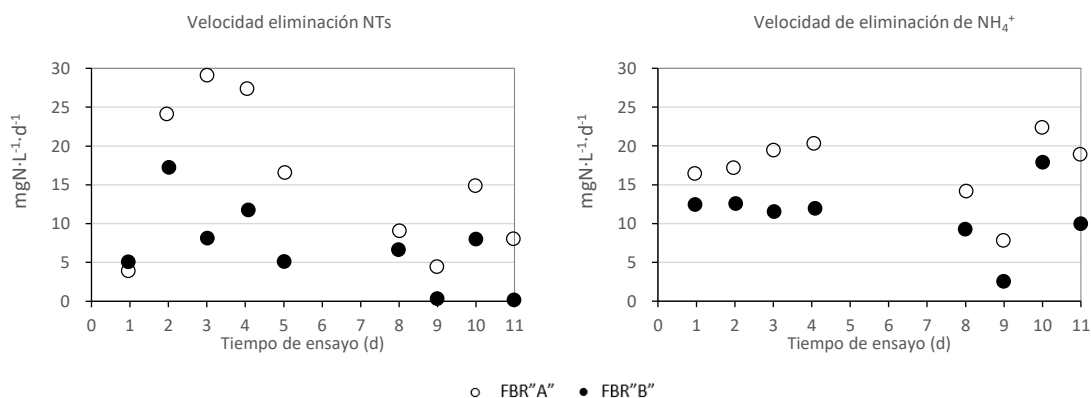 Velocidad eliminación NTs
30
25
20
15
10
5
0
mgN·L⁻¹·d⁻¹
0 1 2 3 4 5 6 7 8 9 10 11
Tiempo de ensayo (d)
Velocidad de eliminación de NH₄⁺
30
25
20
15
10
5
0
mgN·L⁻¹·d⁻¹
0 1 2 3 4 5 6 7 8 9 10 11
Tiempo de ensayo (d)
FBR"A" FBR"B"